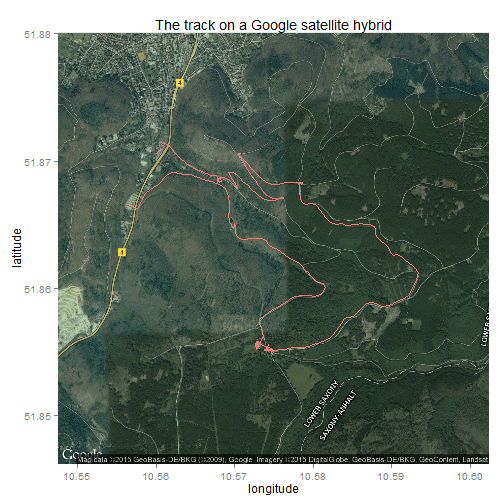 The track on a Google satellite hybrid
51.88
51.87
51.86
51.85
latitude
4
4
LOWER SAXONY
SAXONY-ANHALT
LOWER SA
Google
Map data ©2015 GeoBasis-DE/BKG (©2009), Google Imagery ©2015 DigitalGlobe, GeoBasis-DE/BKG, GeoContent, Landsat
10.55
10.56
10.57
10.58
10.59
10.60
longitude